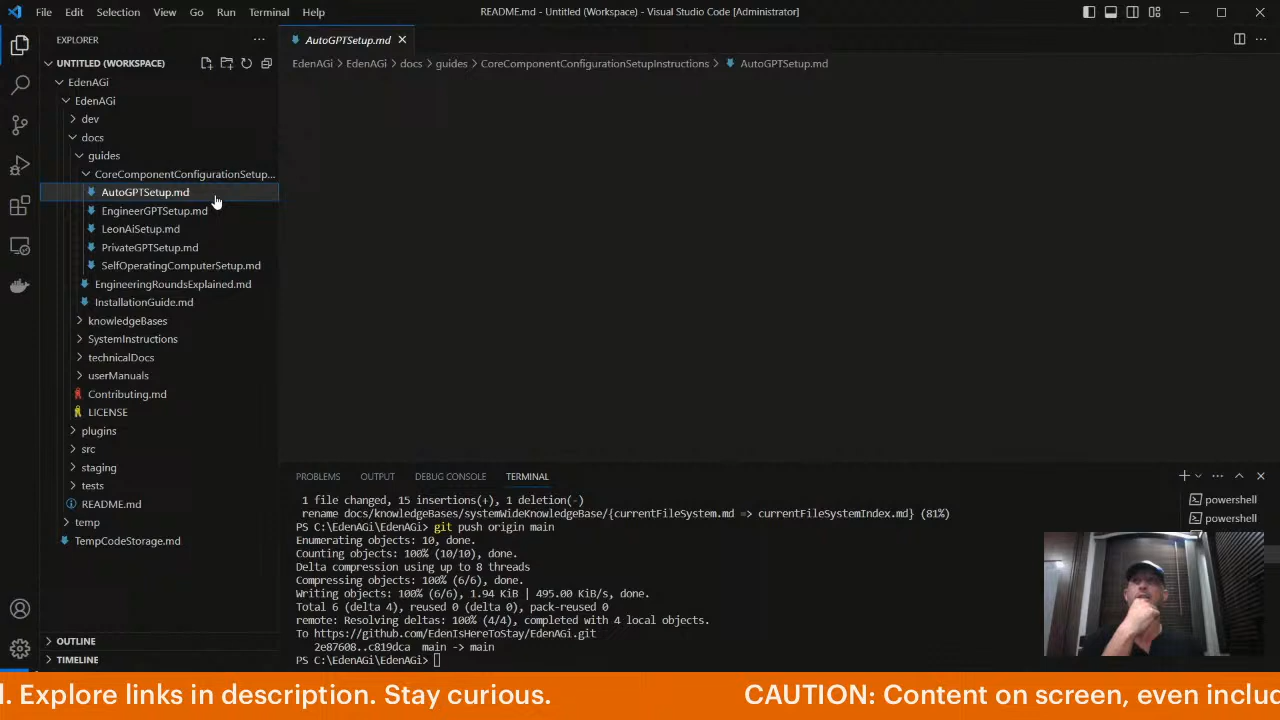 File Edit Selection View Go Run Terminal Help
README.md - Untitled (Workspace) - Visual Studio Code [Administrator]
EXPLORER
UNTITLED (WORKSPACE)
EdenAGi
EdenAGi
dev
docs
guides
CoreComponentConfigurationSetup...
AutoGPTSetup.md
EngineerGPTSetup.md
LeonAiSetup.md
PrivateGPTSetup.md
SelfOperatingComputerSetup.md
EngineeringRoundsExplained.md
InstallationGuide.md
knowledgeBases
SystemInstructions
technicalDocs
userManuals
Contributing.md
LICENSE
plugins
src
staging
tests
README.md
temp
TempCodeStorage.md
OUTLINE
TIMELINE
AutoGPTSetup.md
EdenAGi > EdenAGi > docs > guides > CoreComponentConfigurationSetupInstructions > AutoGPTSetup.md
PROBLEMS OUTPUT DEBUG CONSOLE TERMINAL
1 file changed, 15 insertions(+), 1 deletion(-)
rename docs/knowledgeBases/systemWideKnowledgeBase/{currentFileSystem.md => currentFileSystemIndex.md} (81%)
PS C:\EdenAGi\EdenAGi> git push origin main
Enumerating objects: 10, done.
Counting objects: 100% (10/10), done.
Delta compression using up to 8 threads
Compressing objects: 100% (6/6), done.
Writing objects: 100% (6/6), 1.94 KiB | 495.00 KiB/s, done.
Total 6 (delta 4), reused 0 (delta 0), pack-reused 0
remote: Resolving deltas: 100% (4/4), completed with 4 local objects.
To https://github.com/EdenIsHereToStay/EdenAGi.git
2e87608..c819dca main -> main
PS C:\EdenAGi\EdenAGi>
powershell
powershell
l. Explore links in description. Stay curious. CAUTION: Content on screen, even includ